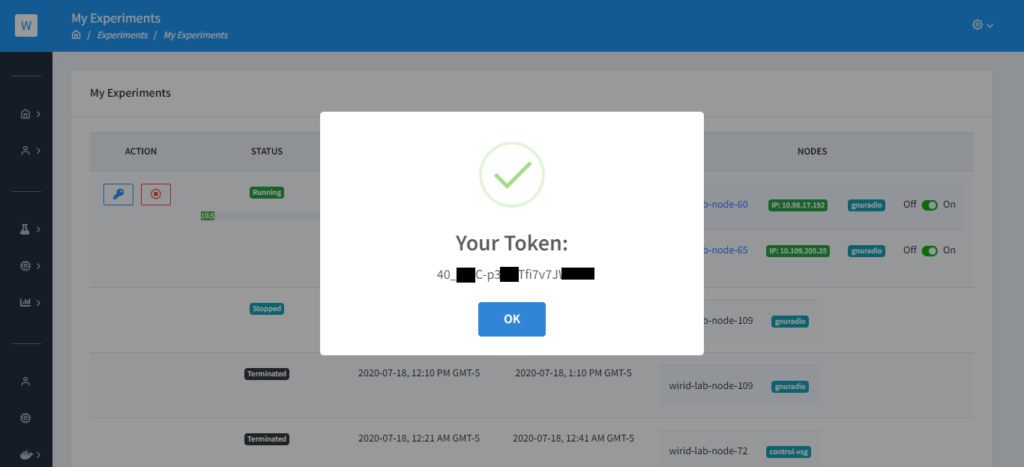 W
My Experiments
/ Experiments / My Experiments
My Experiments
ACTION STATUS NODES
Running b-node-60 IP: 10.98.17.192 gnuradio Off On
b-node-65 IP: 10.109.205.35 gnuradio Off On
Your Token:
40_ C-p3 Tfi7v7J
OK
Stopped b-node-109 gnuradio
Terminated 2020-07-18, 12:10 PM GMT-5 2020-07-18, 1:10 PM GMT-5 wirid-lab-node-109 gnuradio
Terminated 2020-07-18, 12:21 AM GMT-5 2020-07-18, 12:41 AM GMT-5 wirid-lab-node-72 control-vsg